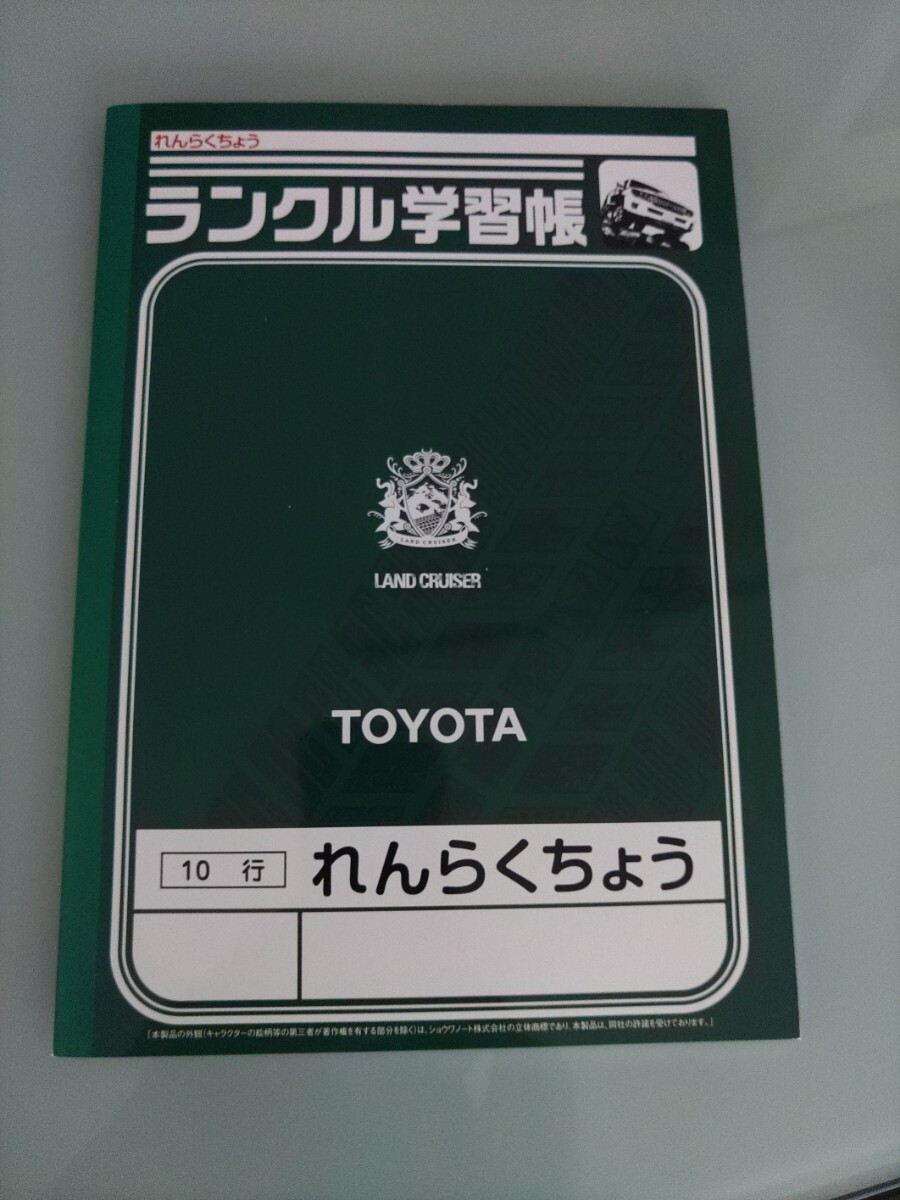 れんらくちょう
ランクル学習帳
LAND CRUISER
LAND CRUISER
TOYOTA
10 行 れんらくちょう
「本製品の外観(キャラクターの絵柄等の第三者が著作権を有する部分を除く)は、ショウワノート株式会社の立体商標であり、本製品は、同社の許諾を受けております。」